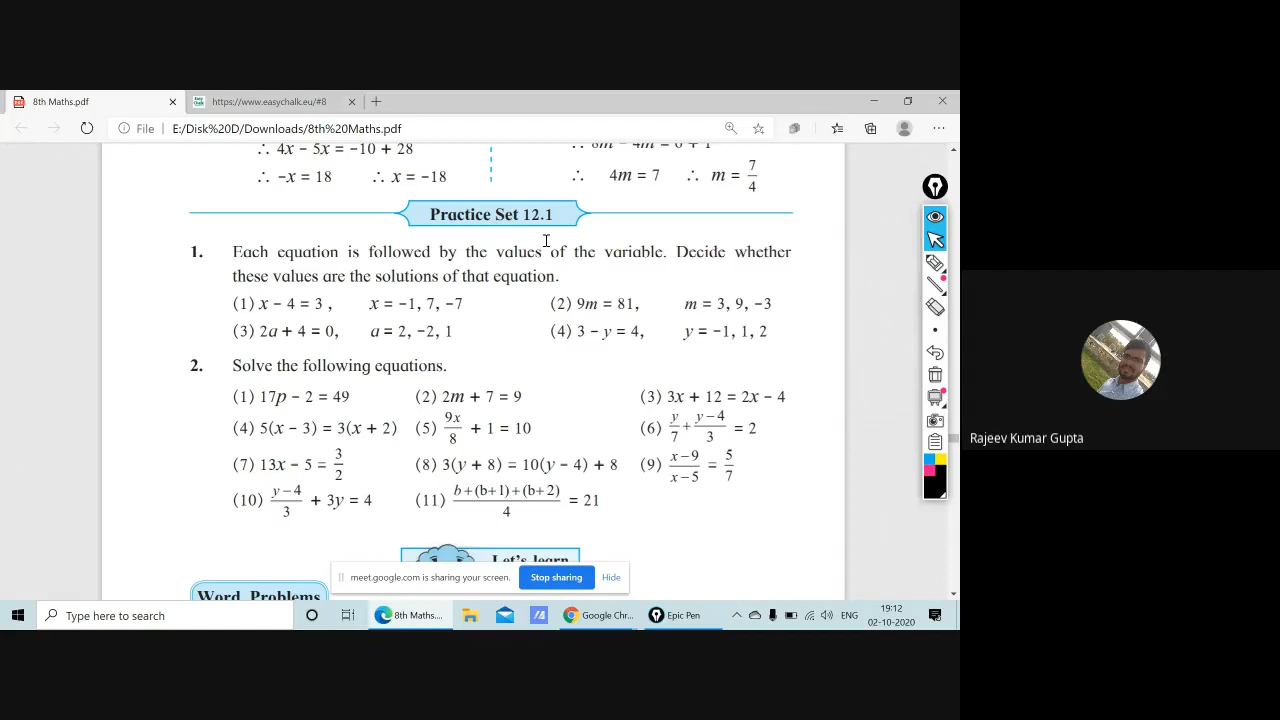 8th Maths.pdf
https://www.easychalk.eu/#8
File
E:/Disk%20D/Downloads/8th%20Maths.pdf
∴ 4x − 5x = −10 + 28
∴ −x = 18 ∴ x = −18
∴ 4m = 7 ∴ m = 7/4
Practice Set 12.1
1. Each equation is followed by the values of the variable. Decide whether
these values are the solutions of that equation.
(1) x − 4 = 3 , x = −1, 7, −7 (2) 9m = 81, m = 3, 9, −3
(3) 2a + 4 = 0, a = 2, −2, 1 (4) 3 − y = 4, y = −1, 1, 2
2. Solve the following equations.
(1) 17p − 2 = 49 (2) 2m + 7 = 9 (3) 3x + 12 = 2x − 4
(4) 5(x − 3) = 3(x + 2) (5) 9x/8 + 1 = 10 (6) y/7 + y−4/3 = 2
(7) 13x − 5 = 3/2 (8) 3(y + 8) = 10(y − 4) + 8 (9) x−9/x−5 = 5/7
(10) y−4/3 + 3y = 4 (11) b+(b+1)+(b+2)/4 = 21
Let's learn
Word Problems
meet.google.com is sharing your screen. Stop sharing Hide
Rajeev Kumar Gupta
Type here to search
8th Maths....
Google Chr...
Epic Pen
ENG
19:12
02-10-2020